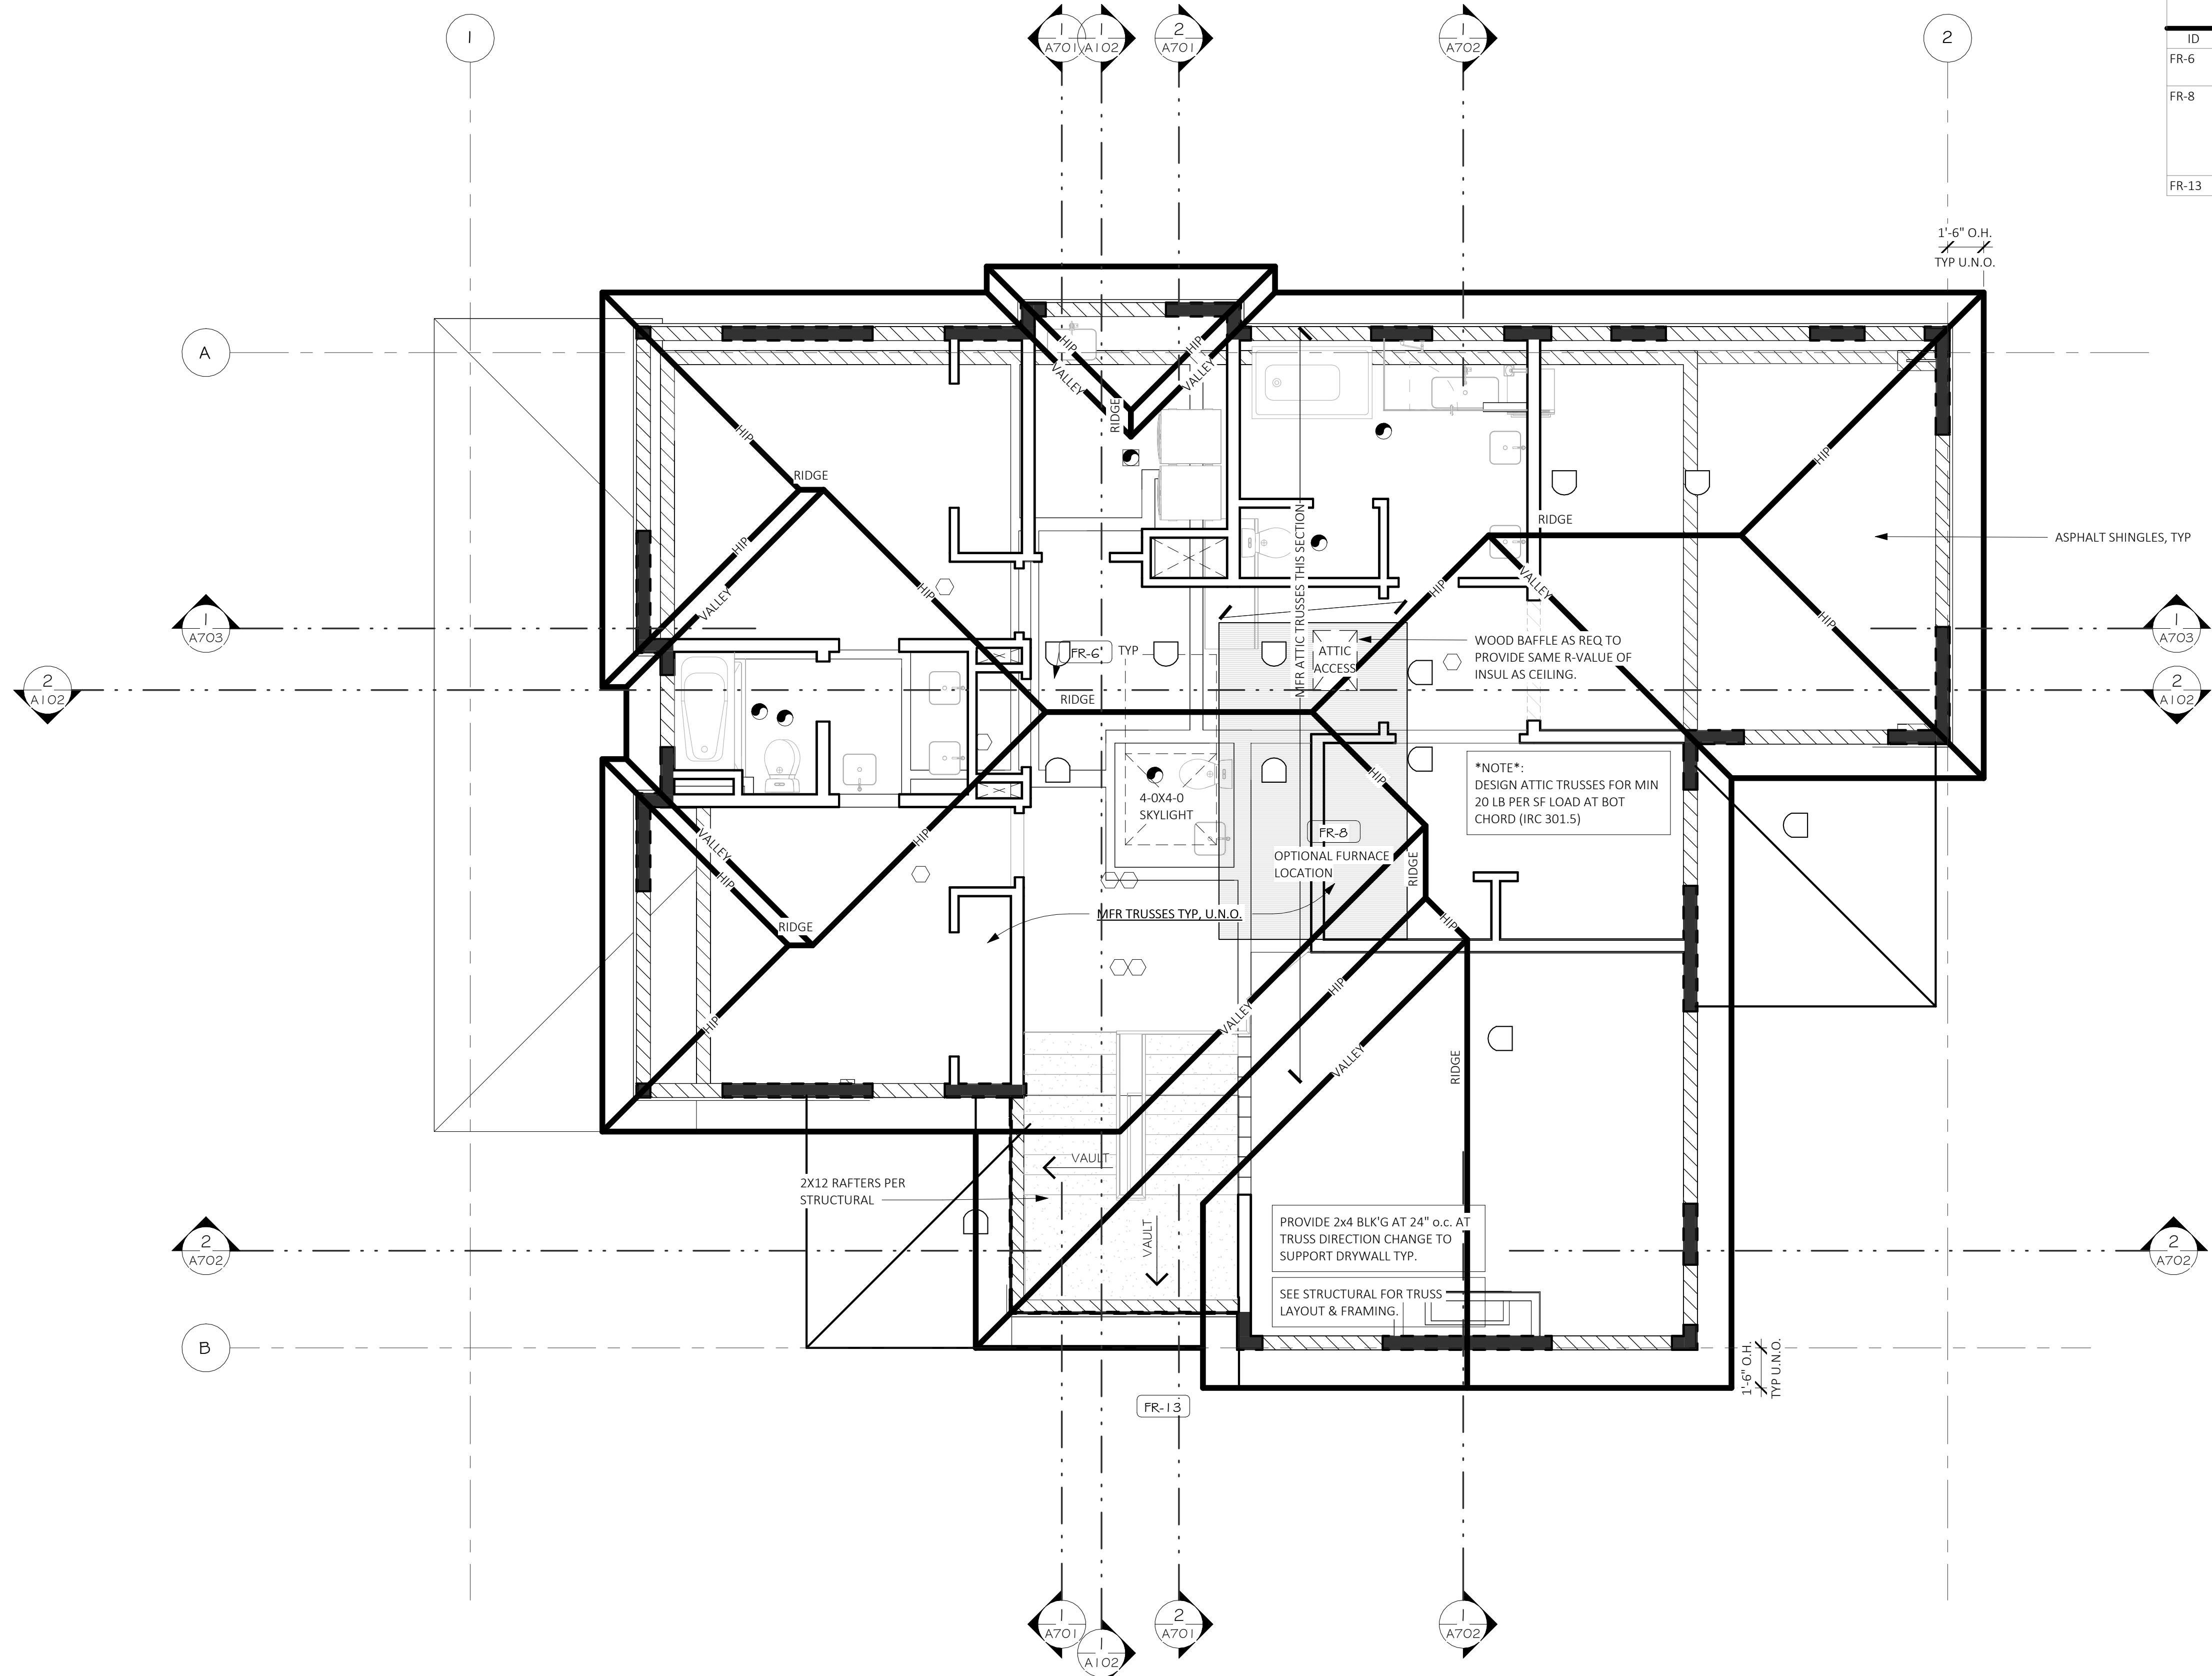 1
1
A701
1
A102
2
A701
1
A702
2
ID
FR-6
FR-8
FR-13
1'-6" O.H.
TYP U.N.O.
A
HIP
HIP
VALLEY
VALLEY
RIDGE
HIP
RIDGE
HIP
VALLEY
HIP
MFR ATTIC TRUSSES THIS SECTION
RIDGE
HIP
HIP
VALLEY
HIP
ASPHALT SHINGLES, TYP
1
A703
1
A703
2
A102
2
A102
FR-6
TYP
ATTIC
ACCESS
WOOD BAFFLE AS REQ TO
PROVIDE SAME R-VALUE OF
INSUL AS CEILING.
RIDGE
4-0X4-0
SKYLIGHT
HIP
*NOTE*:
DESIGN ATTIC TRUSSES FOR MIN
20 LB PER SF LOAD AT BOT
CHORD (IRC 301.5)
FR-8
OPTIONAL FURNACE
LOCATION
RIDGE
VALLEY
HIP
HIP
RIDGE
MFR TRUSSES TYP, U.N.O.
HIP
HIP
HIP
VALLEY
VALLEY
RIDGE
VAULT
2X12 RAFTERS PER
STRUCTURAL
VAULT
PROVIDE 2x4 BLK'G AT 24" o.c. AT
TRUSS DIRECTION CHANGE TO
SUPPORT DRYWALL TYP.
SEE STRUCTURAL FOR TRUSS
LAYOUT & FRAMING.
2
A702
2
A702
B
1'-6" O.H.
TYP U.N.O.
FR-13
1
A701
1
A102
2
A701
1
A702